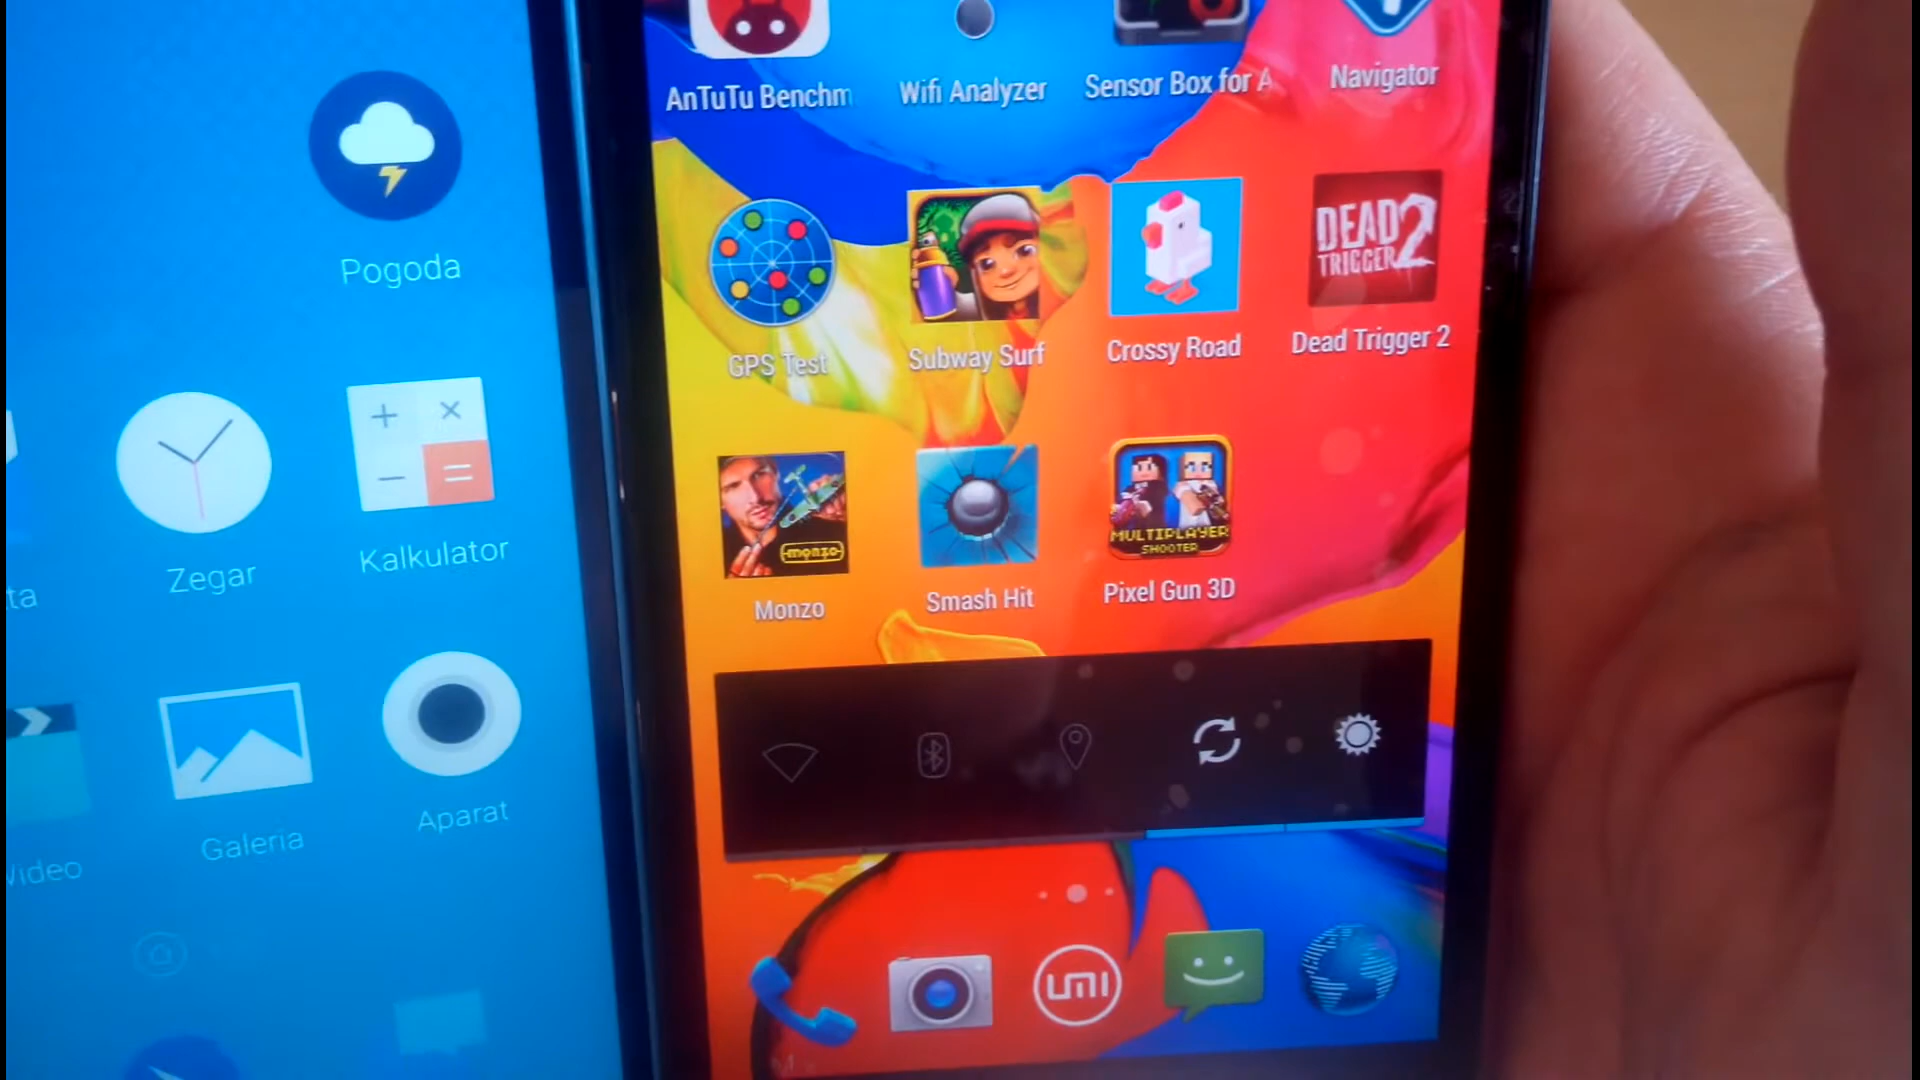 Pogoda
Zegar
Kalkulator
Galeria
Aparat
Video
AnTuTu Benchm
Wifi Analyzer
Sensor Box for A
Navigator
GPS Test
Subway Surf
Crossy Road
DEAD
TRIGGER 2
Dead Trigger 2
monzo
Monzo
Smash Hit
MULTIPLAYER
SHOOTER
Pixel Gun 3D
UMI